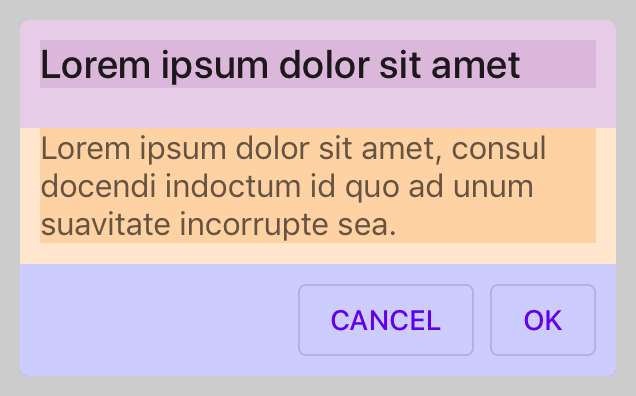 Lorem ipsum dolor sit amet
Lorem ipsum dolor sit amet, consul
docendi indoctum id quo ad unum
suavitate incorrupte sea.
CANCEL OK